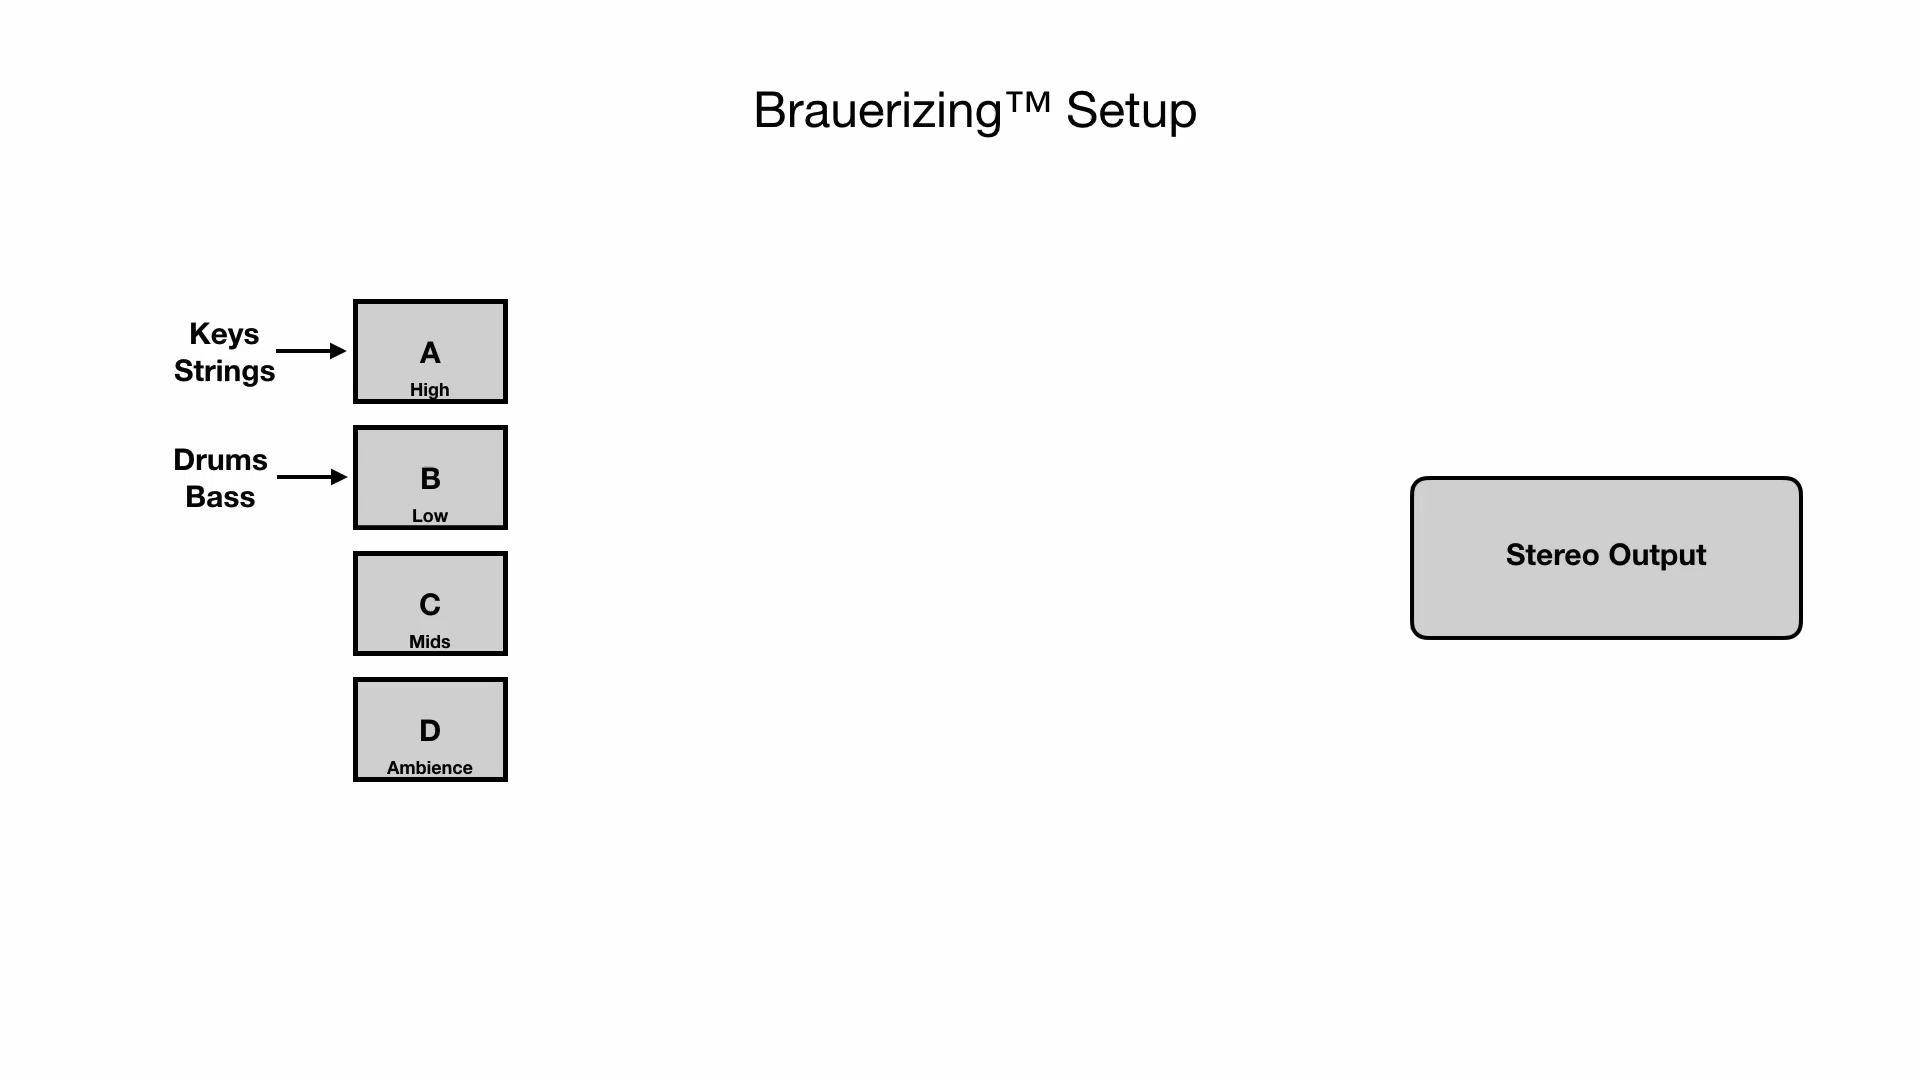 Brauerizing™ Setup
Keys
Strings
A
High
Drums
Bass
B
Low
C
Mids
D
Ambience
Stereo Output